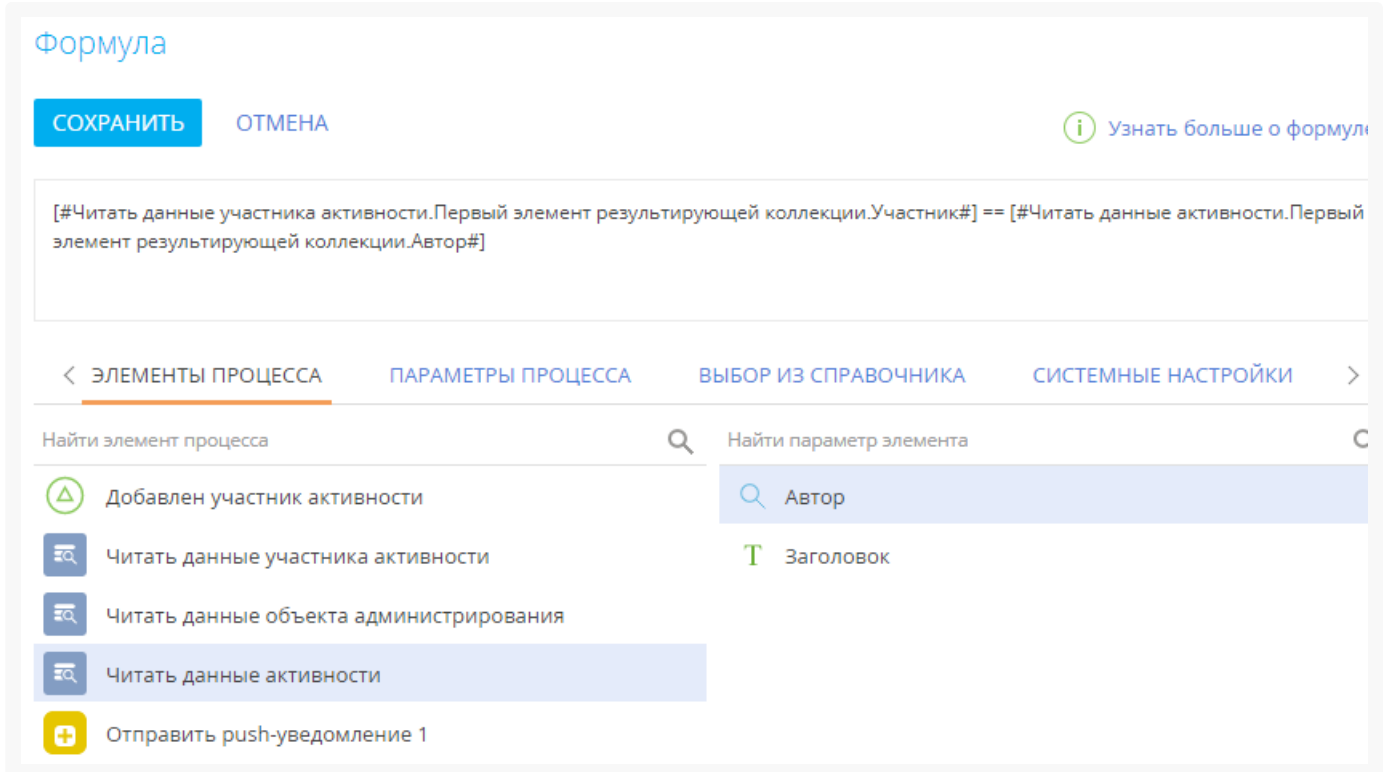 Формула
СОХРАНИТЬ ОТМЕНА Узнать больше о формуле
[#Читать данные участника активности.Первый элемент результирующей коллекции.Участник#] == [#Читать данные активности.Первый
элемент результирующей коллекции.Автор#]
ЭЛЕМЕНТЫ ПРОЦЕССА ПАРАМЕТРЫ ПРОЦЕССА ВЫБОР ИЗ СПРАВОЧНИКА СИСТЕМНЫЕ НАСТРОЙКИ
Найти элемент процесса Найти параметр элемента
Добавлен участник активности Автор
Читать данные участника активности T Заголовок
Читать данные объекта администрирования
Читать данные активности
Отправить push-уведомление 1